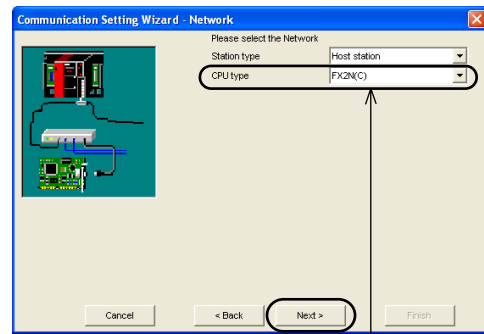 Communication Setting Wizard - Network
Please select the Network
Station type Host station
CPU type FX2N(C)
Cancel < Back Next > Finish